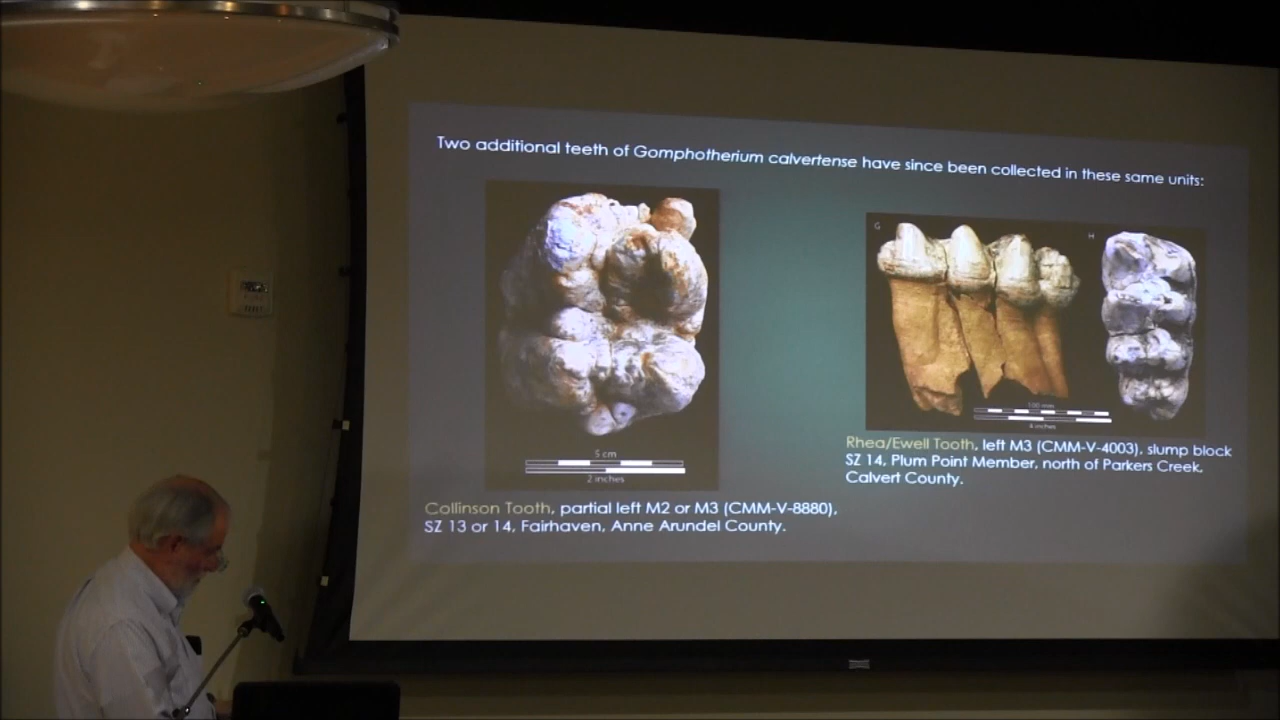 Two additional teeth of Gomphotherium calvertense have since been collected in these same units:
5 cm
2 inches
Collinson Tooth, partial left M2 or M3 (CMM-V-8880),
SZ 13 or 14, Fairhaven, Anne Arundel County.
G
H
100 mm
4 inches
Rhea/Ewell Tooth, left M3 (CMM-V-4003), slump block
SZ 14, Plum Point Member, north of Parkers Creek,
Calvert County.